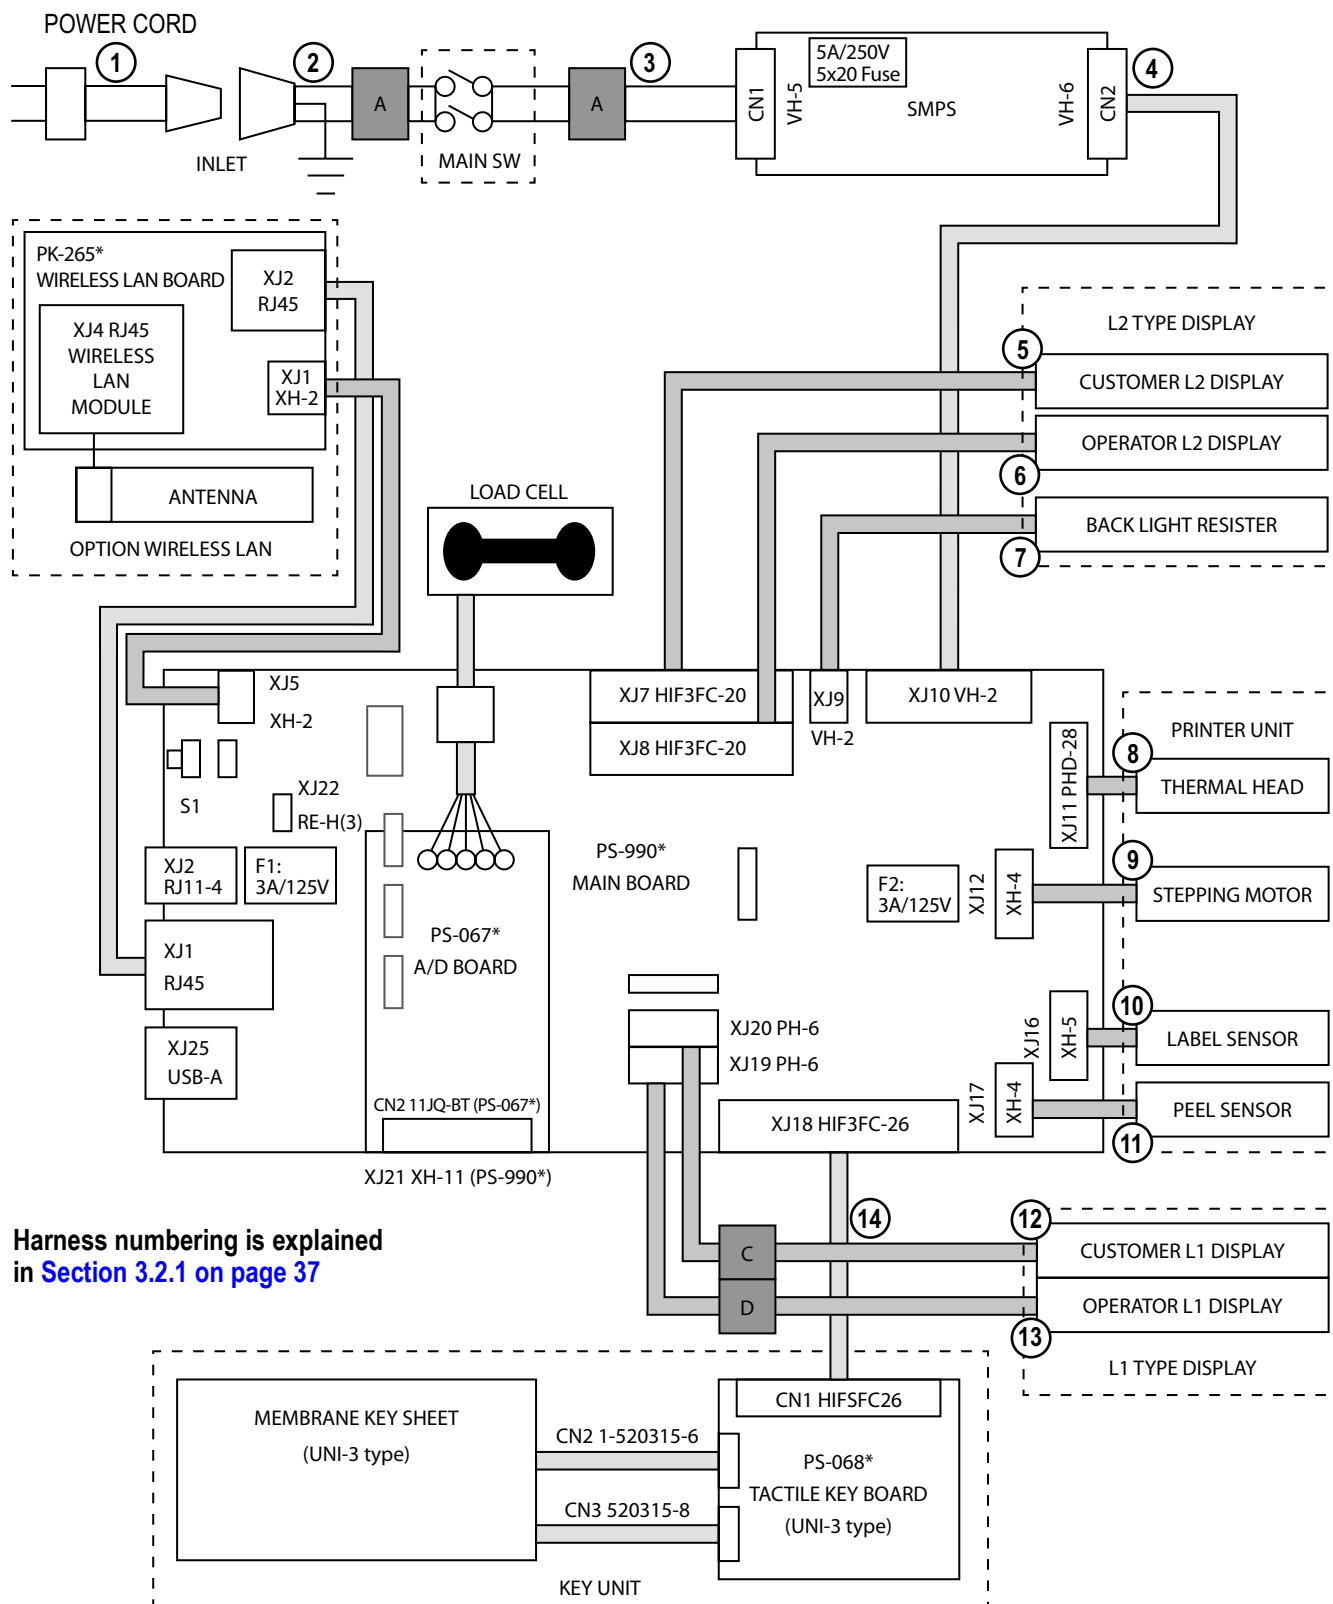 POWER CORD
1
2
A
MAIN SW
A
3
CN1
VH-5
5A/250V
5x20 Fuse
SMPS
VH-6
CN2
4
INLET
PK-265*
WIRELESS LAN BOARD
XJ2
RJ45
XJ4 RJ45
WIRELESS
LAN
MODULE
XJ1
XH-2
ANTENNA
OPTION WIRELESS LAN
LOAD CELL
L2 TYPE DISPLAY
5
CUSTOMER L2 DISPLAY
OPERATOR L2 DISPLAY
6
BACK LIGHT RESISTER
7
XJ5
XH-2
S1
XJ22
RE-H(3)
XJ2
RJ11-4
F1:
3A/125V
XJ1
RJ45
XJ25
USB-A
PS-067*
A/D BOARD
CN2 11JQ-BT (PS-067*)
XJ21 XH-11 (PS-990*)
XJ7 HIF3FC-20
XJ8 HIF3FC-20
XJ9
VH-2
XJ10 VH-2
PS-990*
MAIN BOARD
F2:
3A/125V
XJ11 PHD-28
XJ12
XH-4
XJ20 PH-6
XJ19 PH-6
XJ16
XH-5
XJ17
XH-4
XJ18 HIF3FC-26
PRINTER UNIT
8
THERMAL HEAD
9
STEPPING MOTOR
10
LABEL SENSOR
PEEL SENSOR
11
14
C
D
12
CUSTOMER L1 DISPLAY
OPERATOR L1 DISPLAY
13
L1 TYPE DISPLAY
Harness numbering is explained
in Section 3.2.1 on page 37
MEMBRANE KEY SHEET
(UNI-3 type)
CN2 1-520315-6
CN3 520315-8
CN1 HIFSFC26
PS-068*
TACTILE KEY BOARD
(UNI-3 type)
KEY UNIT